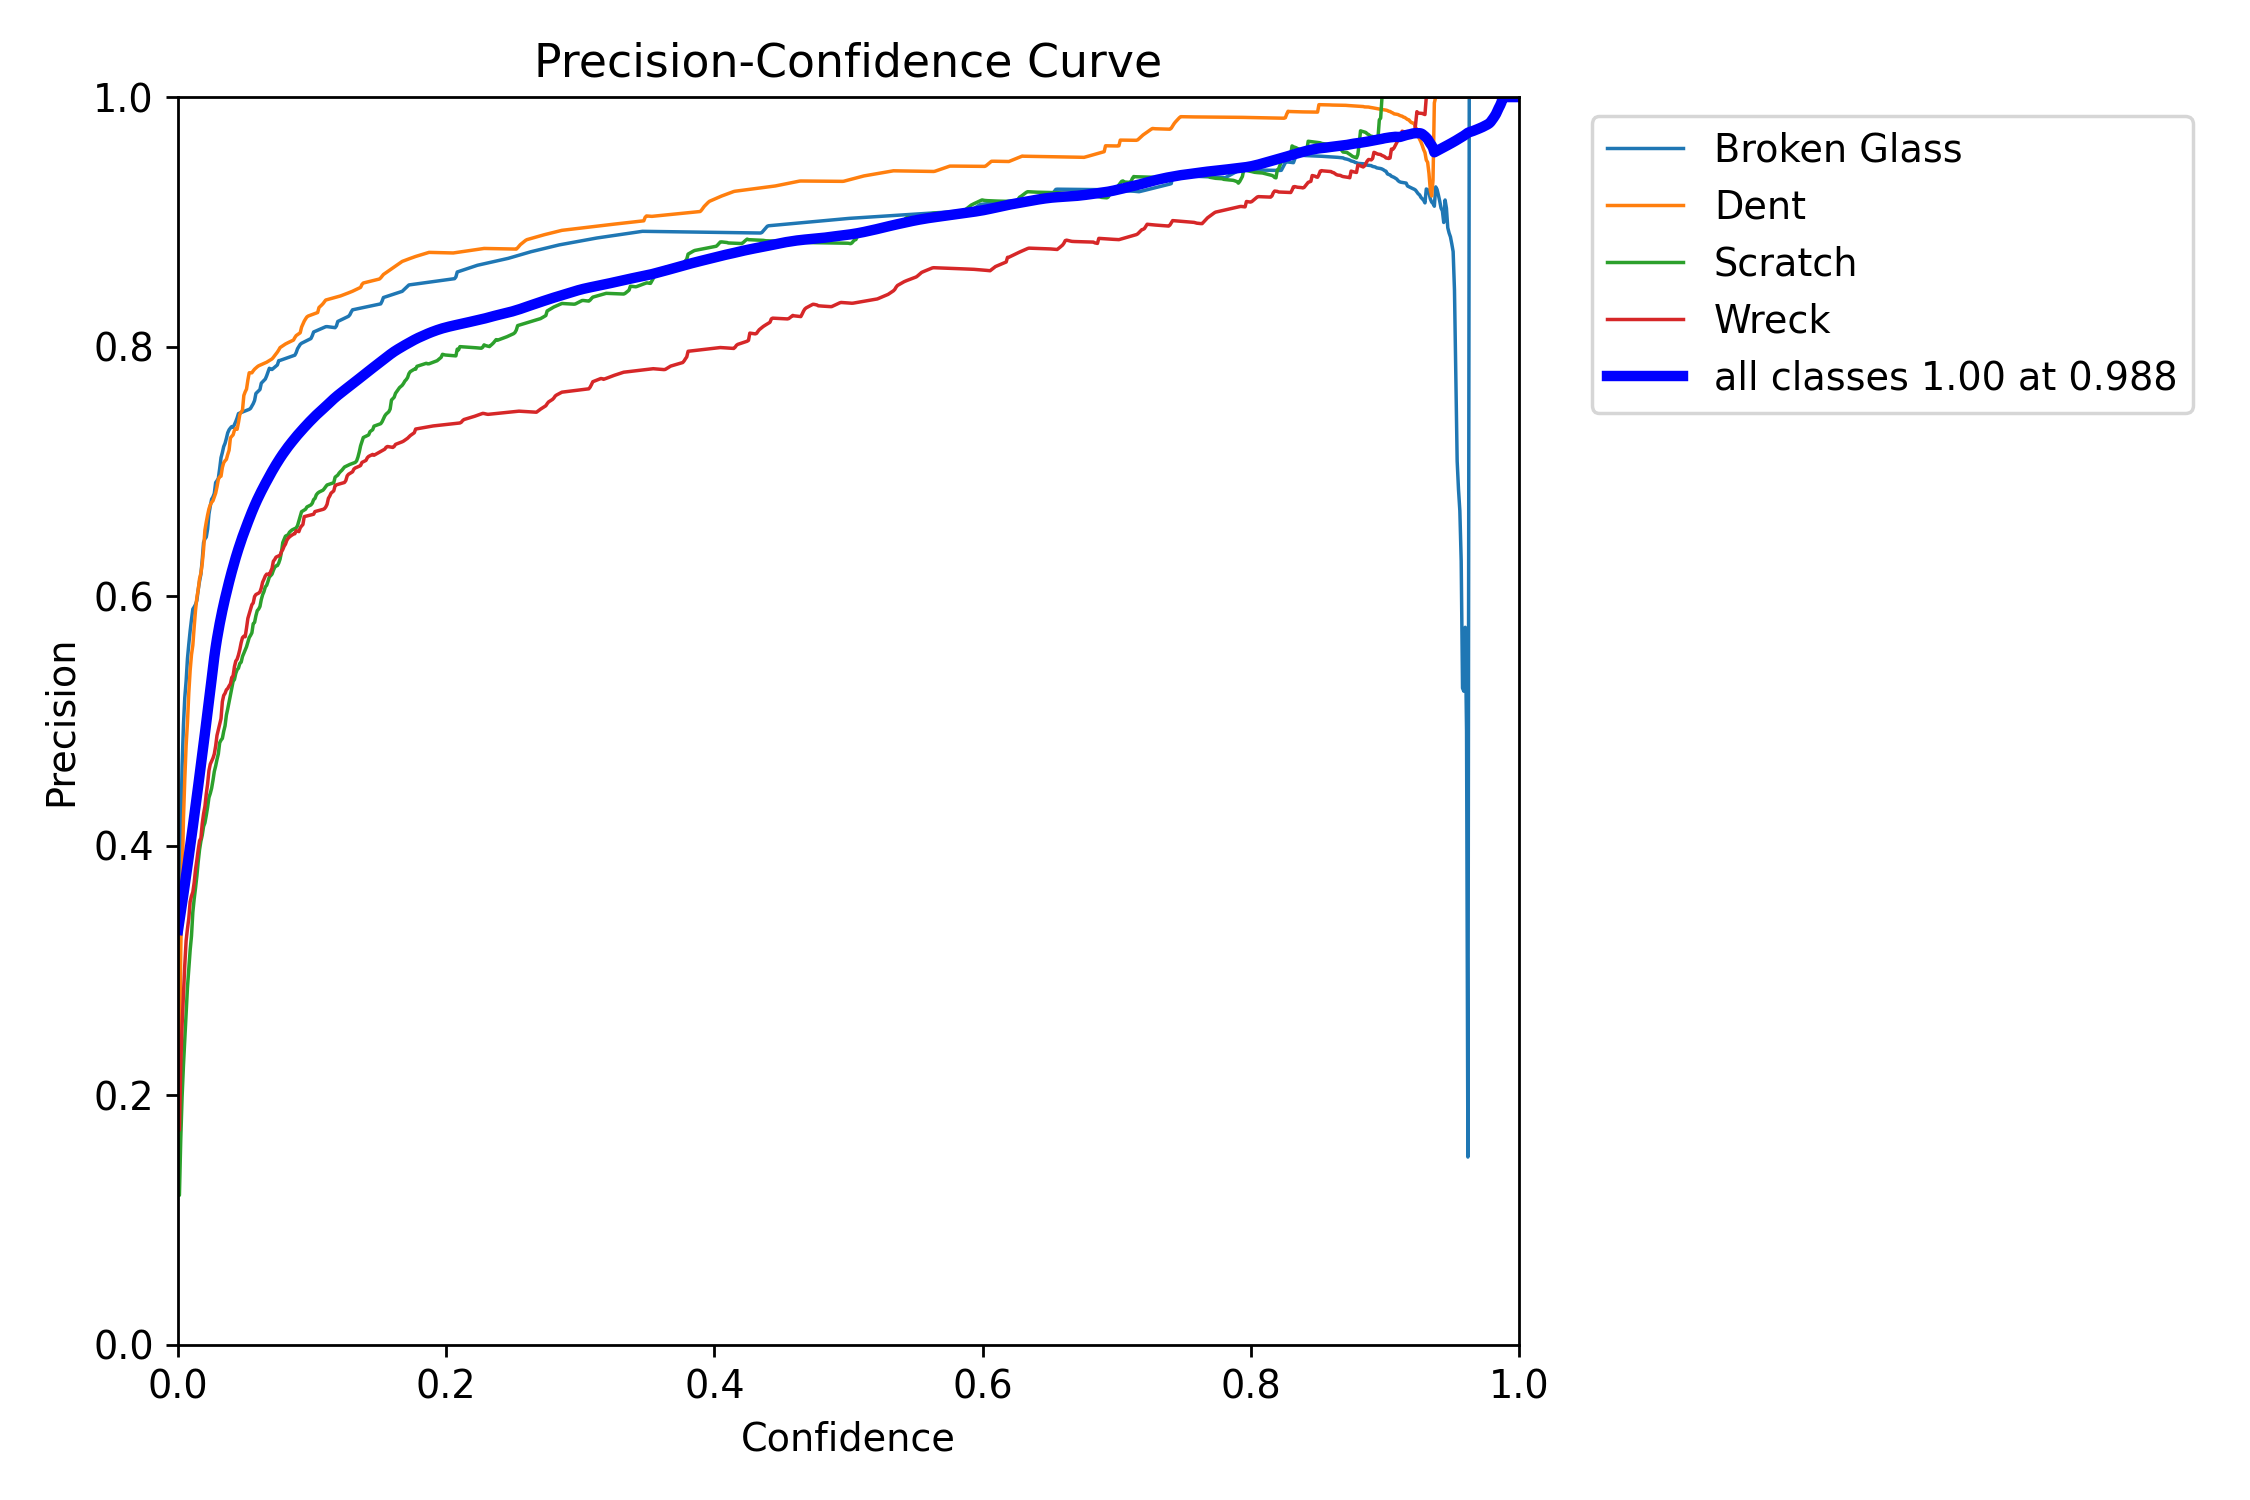 Precision-Confidence Curve
1.0
0.8
0.6
0.4
0.2
0.0
Precision
0.0 0.2 0.4 0.6 0.8 1.0
Confidence
Broken Glass
Dent
Scratch
Wreck
all classes 1.00 at 0.988